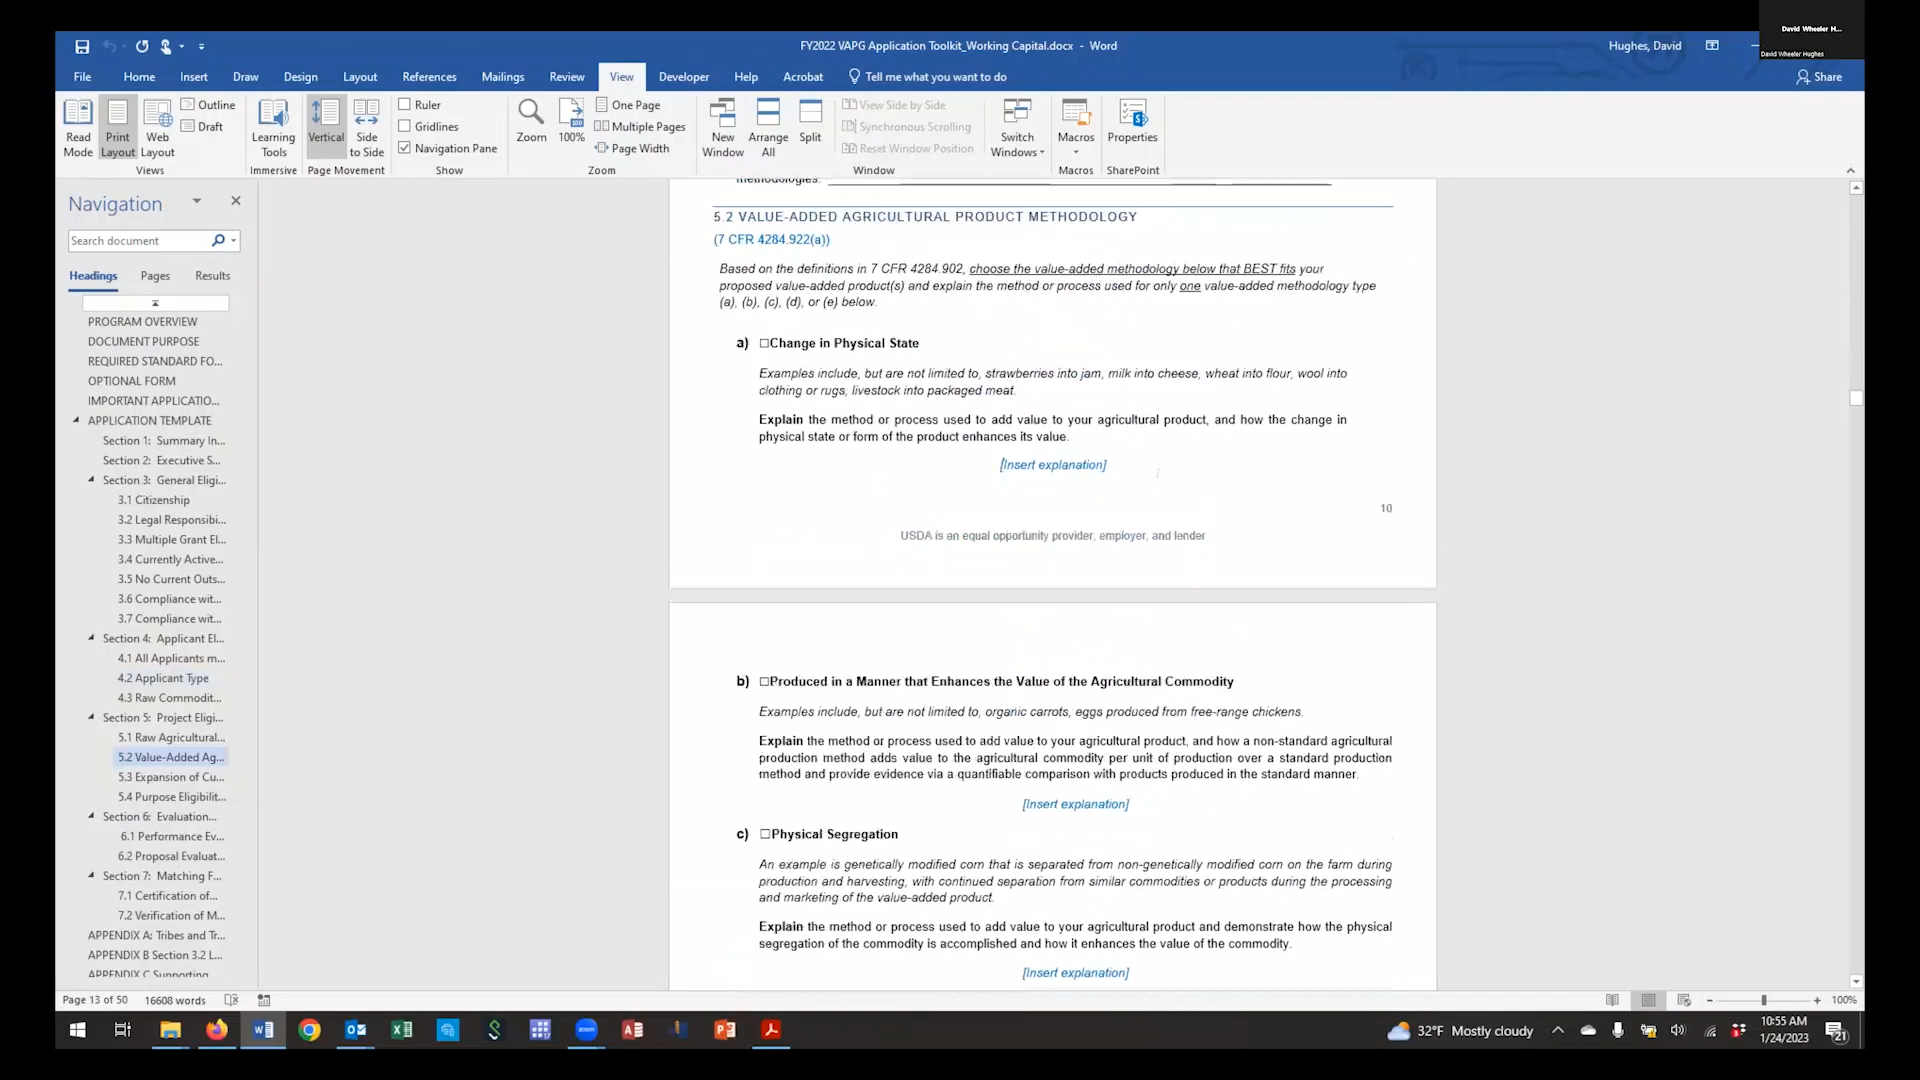 David Wheeler H...
David Wheeler Hughes
FY2022 VAPG Application Toolkit_Working Capital.docx - Word
Hughes, David
File Home Insert Draw Design Layout References Mailings Review View Developer Help Acrobat Tell me what you want to do Share
Read Mode
Print Layout
Web Layout
Outline
Draft
Views
Learning Tools
Immersive
Vertical
Side to Side
Page Movement
Ruler
Gridlines
Navigation Pane
Show
Zoom
100%
One Page
Multiple Pages
Page Width
Zoom
New Window
Arrange All
Split
View Side by Side
Synchronous Scrolling
Reset Window Position
Window
Switch Windows
Macros
Macros
Properties
SharePoint
Navigation
Search document
Headings Pages Results
PROGRAM OVERVIEW
DOCUMENT PURPOSE
REQUIRED STANDARD FO...
OPTIONAL FORM
IMPORTANT APPLICATIO...
APPLICATION TEMPLATE
Section 1: Summary In...
Section 2: Executive S...
Section 3: General Eligi...
3.1 Citizenship
3.2 Legal Responsibi...
3.3 Multiple Grant El...
3.4 Currently Active...
3.5 No Current Outs...
3.6 Compliance wit...
3.7 Compliance wit...
Section 4: Applicant El...
4.1 All Applicants m...
4.2 Applicant Type
4.3 Raw Commodit...
Section 5: Project Eligi...
5.1 Raw Agricultural...
5.2 Value-Added Ag...
5.3 Expansion of Cu...
5.4 Purpose Eligibilit...
Section 6: Evaluation...
6.1 Performance Ev...
6.2 Proposal Evaluat...
Section 7: Matching F...
7.1 Certification of...
7.2 Verification of M...
APPENDIX A: Tribes and Tr...
APPENDIX B Section 3.2 L...
APPENDIX C Supporting
methodologies:
5.2 VALUE-ADDED AGRICULTURAL PRODUCT METHODOLOGY
(7 CFR 4284.922(a))
Based on the definitions in 7 CFR 4284.902, choose the value-added methodology below that BEST fits your
proposed value-added product(s) and explain the method or process used for only one value-added methodology type
(a), (b), (c), (d), or (e) below.
a) ☐Change in Physical State
Examples include, but are not limited to, strawberries into jam, milk into cheese, wheat into flour, wool into
clothing or rugs, livestock into packaged meat.
Explain the method or process used to add value to your agricultural product, and how the change in
physical state or form of the product enhances its value.
[Insert explanation]
10
USDA is an equal opportunity provider, employer, and lender
b) ☐Produced in a Manner that Enhances the Value of the Agricultural Commodity
Examples include, but are not limited to, organic carrots, eggs produced from free-range chickens.
Explain the method or process used to add value to your agricultural product, and how a non-standard agricultural
production method adds value to the agricultural commodity per unit of production over a standard production
method and provide evidence via a quantifiable comparison with products produced in the standard manner.
[Insert explanation]
c) ☐Physical Segregation
An example is genetically modified corn that is separated from non-genetically modified corn on the farm during
production and harvesting, with continued separation from similar commodities or products during the processing
and marketing of the value-added product.
Explain the method or process used to add value to your agricultural product and demonstrate how the physical
segregation of the commodity is accomplished and how it enhances the value of the commodity.
[Insert explanation]
Page 13 of 50 16608 words
100%
32°F Mostly cloudy
10:55 AM
1/24/2023
21